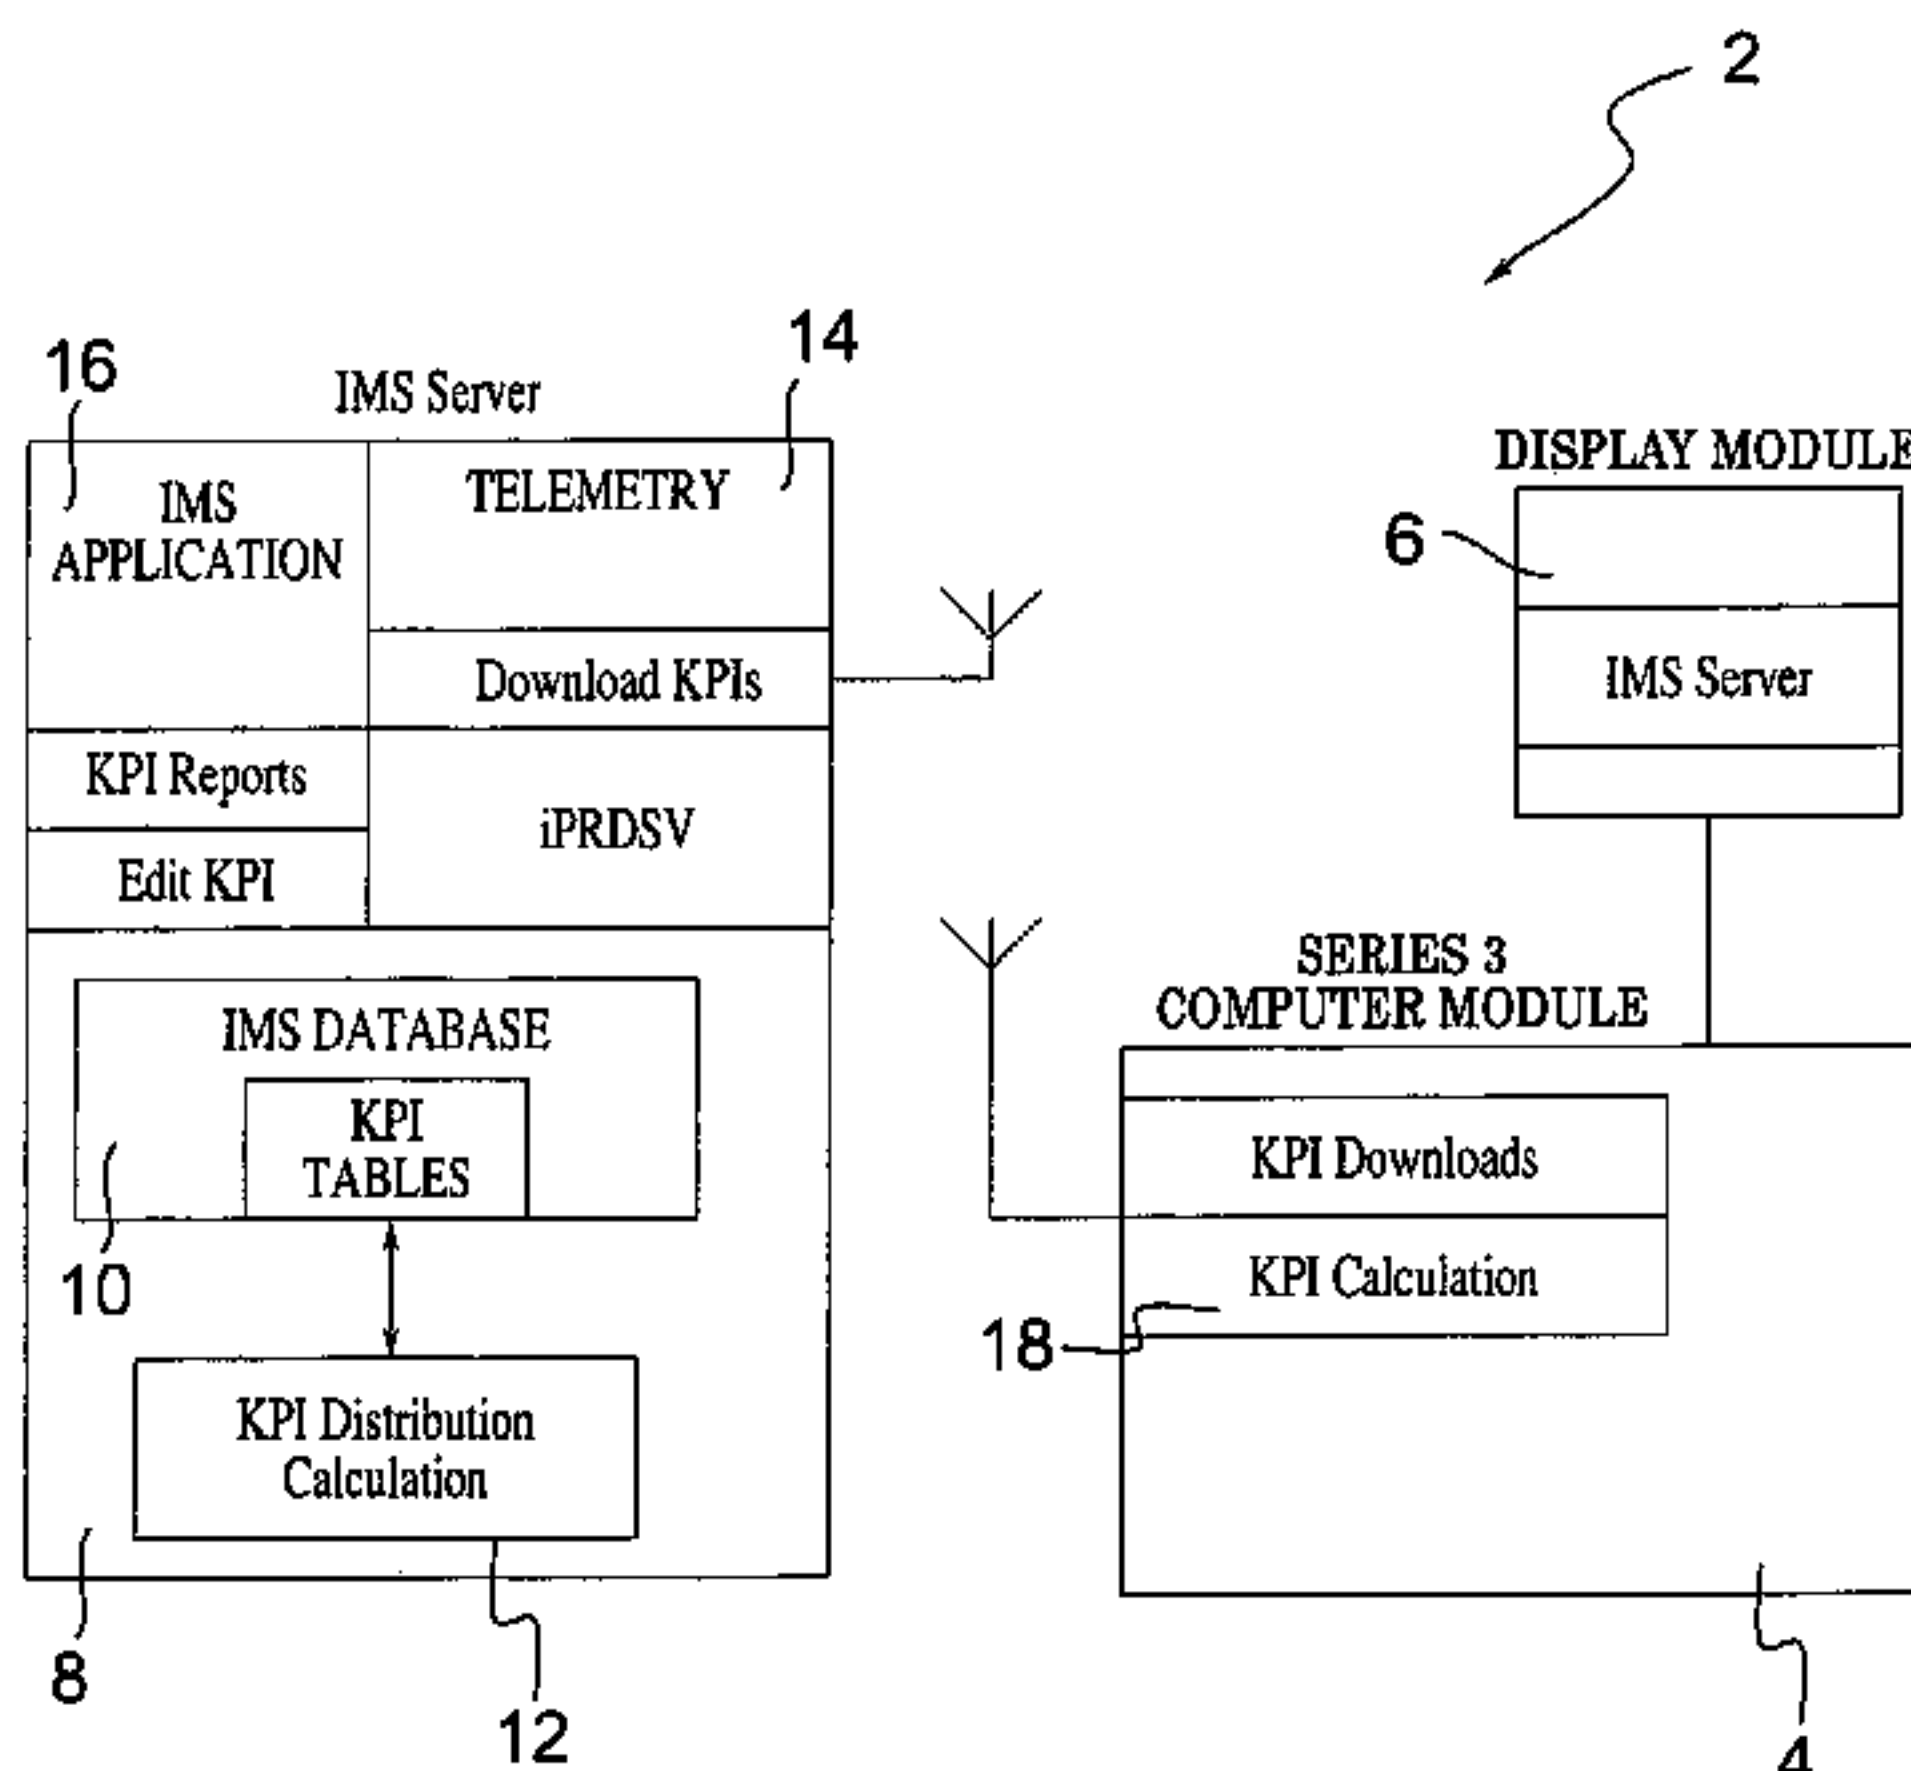 2
16
IMS Server
14
IMS
APPLICATION
TELEMETRY
Download KPIs
KPI Reports
Edit KPI
iPRDSV
IMS DATABASE
KPI
TABLES
10
KPI Distribution
Calculation
8
12
DISPLAY MODULE
6
IMS Server
SERIES 3
COMPUTER MODULE
KPI Downloads
KPI Calculation
18
4